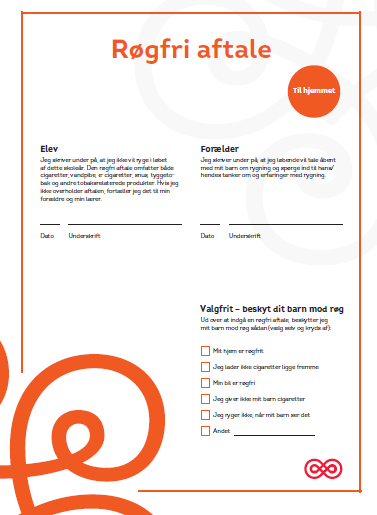 Røgfri aftale
Til hjemmet
Elev
Jeg skriver under på, at jeg ikke vil ryge i løbet
af dette skoleår. Den røgfri aftale omfatter både
cigaretter, vandpibe, e-cigaretter, snus, tyggeto-
bak og andre tobaksrelaterede produkter. Hvis jeg
ikke overholder aftalen, fortæller jeg det til min
forældre og min lærer.
Dato Underskrift
Forælder
Jeg skriver under på, at jeg løbende vil tale åbent
med mit barn om rygning og spørge ind til hans/
hendes tanker om og erfaringer med rygning.
Dato Underskrift
Valgfrit – beskyt dit barn mod røg
Ud over at indgå en røgfri aftale, beskytter jeg
mit barn mod røg sådan (vælg selv og kryds af):
Mit hjem er røgfrit
Jeg lader ikke cigaretter ligge fremme
Min bil er røgfri
Jeg giver ikke mit barn cigaretter
Jeg ryger ikke, når mit barn ser det
Andet